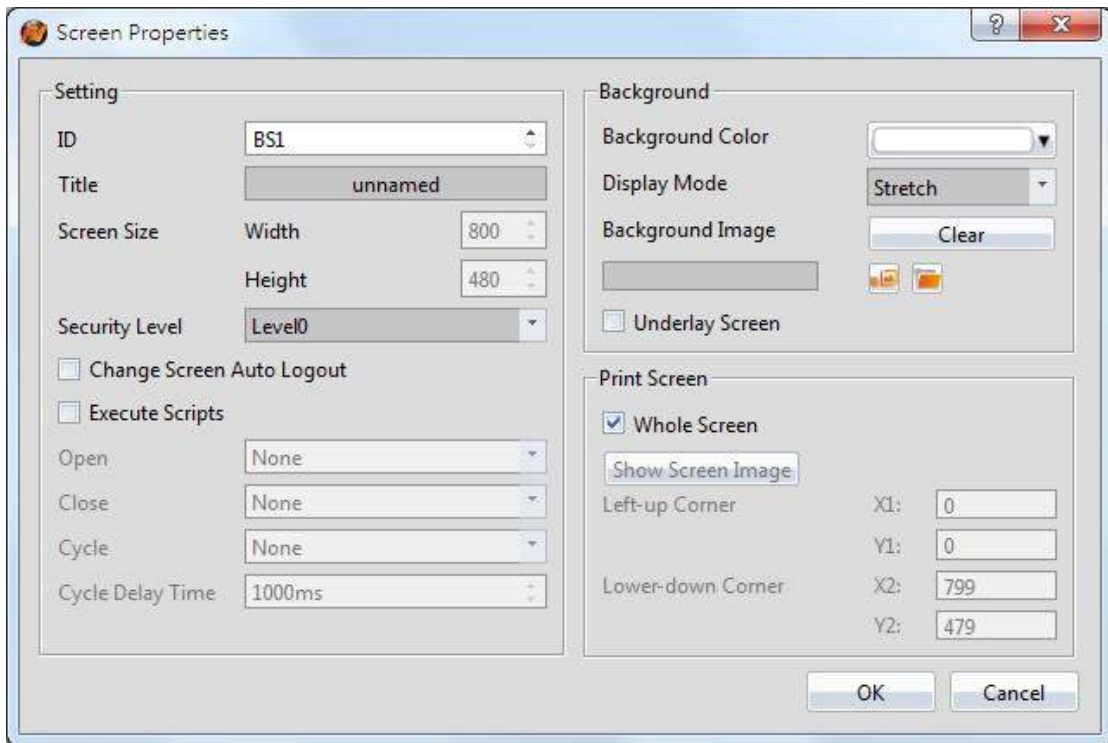 Screen Properties
Setting
ID BS1
Title unnamed
Screen Size Width 800
Height 480
Security Level Level0
Change Screen Auto Logout
Execute Scripts
Open None
Close None
Cycle None
Cycle Delay Time 1000ms
Background
Background Color
Display Mode Stretch
Background Image Clear
Underlay Screen
Print Screen
Whole Screen
Show Screen Image
Left-up Corner X1: 0
Y1: 0
Lower-down Corner X2: 799
Y2: 479
OK Cancel